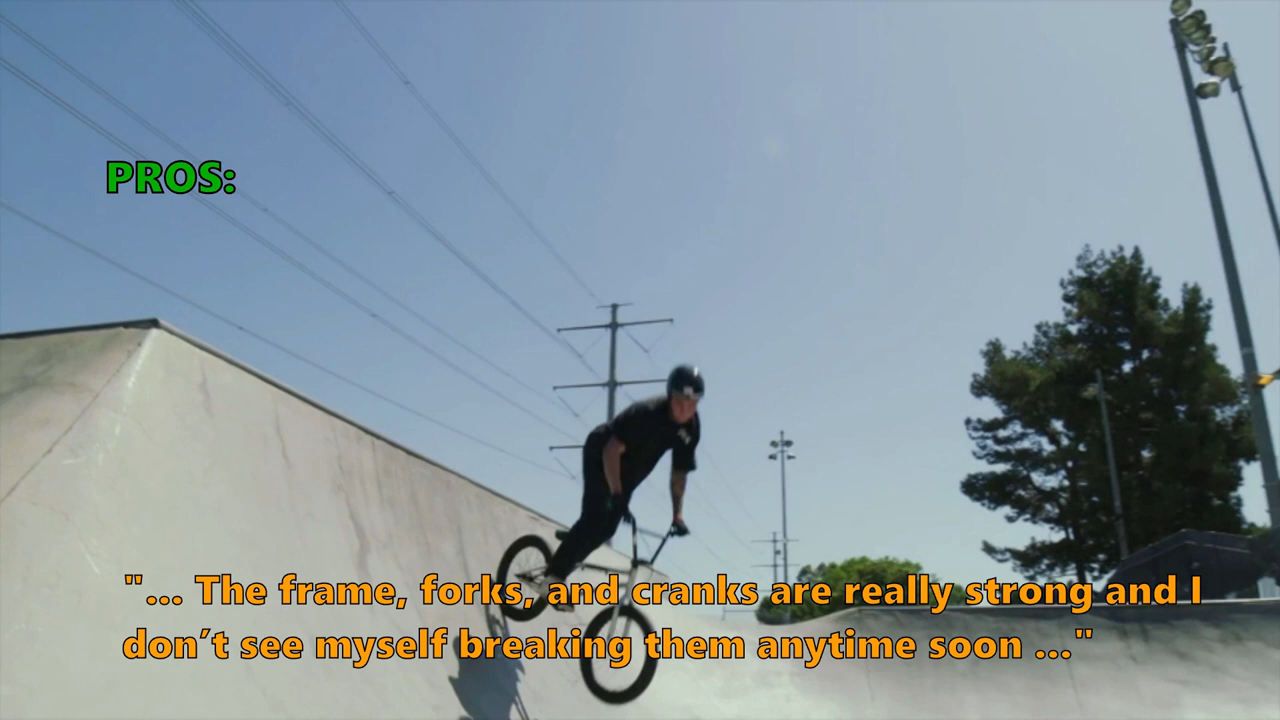 PROS:
"... The frame, forks, and cranks are really strong and I
don’t see myself breaking them anytime soon ..."